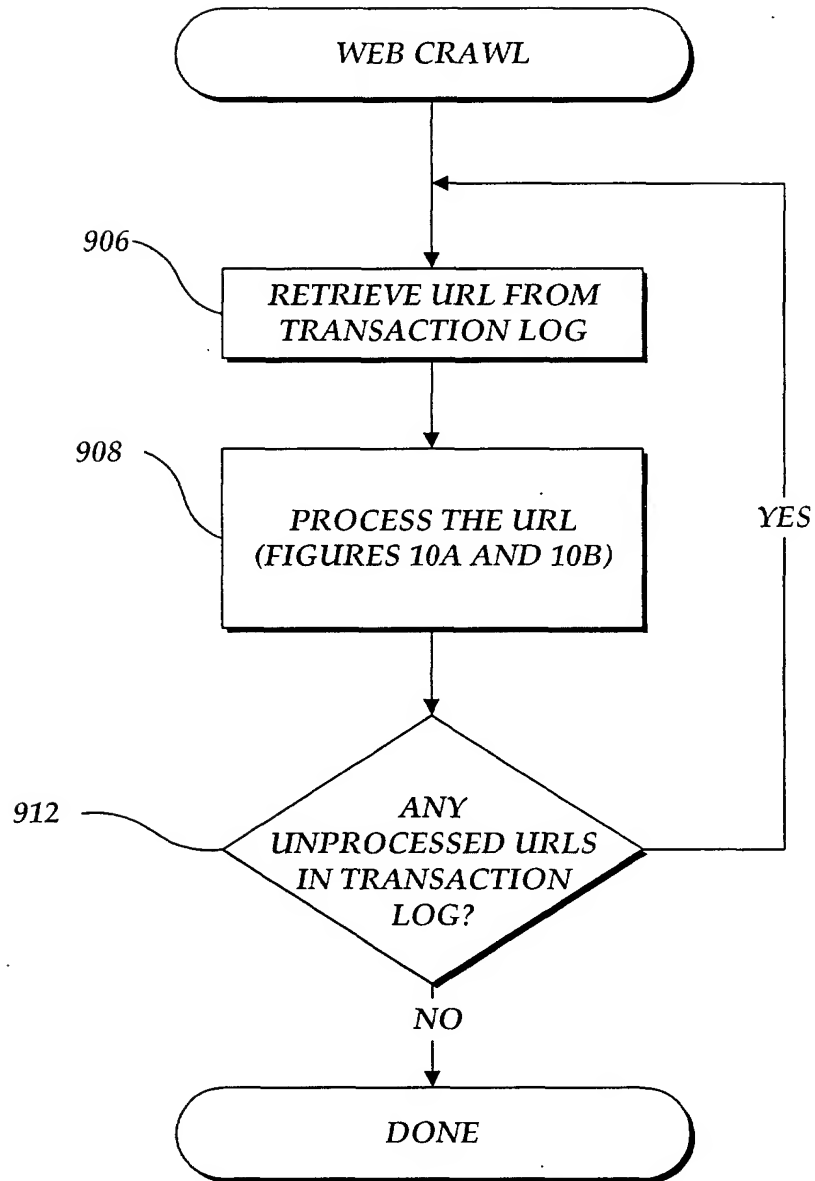 WEB CRAWL
906
RETRIEVE URL FROM
TRANSACTION LOG
908
PROCESS THE URL
(FIGURES 10A AND 10B)
YES
912
ANY
UNPROCESSED URLS
IN TRANSACTION
LOG?
NO
DONE